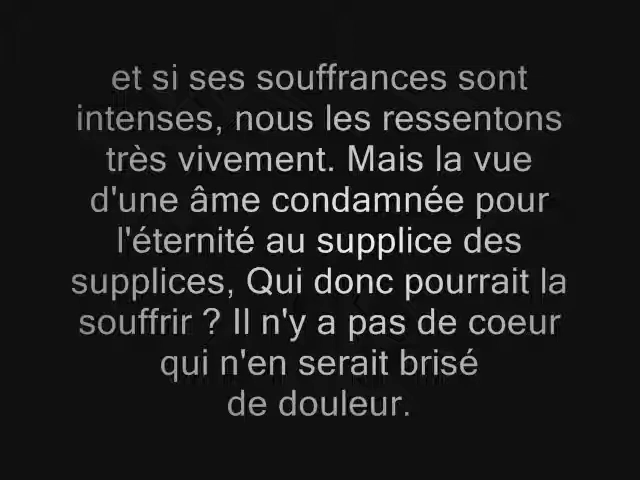 et si ses souffrances sont
intenses, nous les ressentons
très vivement. Mais la vue
d'une âme condamnée pour
l'éternité au supplice des
supplices, Qui donc pourrait la
souffrir ? Il n'y a pas de coeur
qui n'en serait brisé
de douleur.